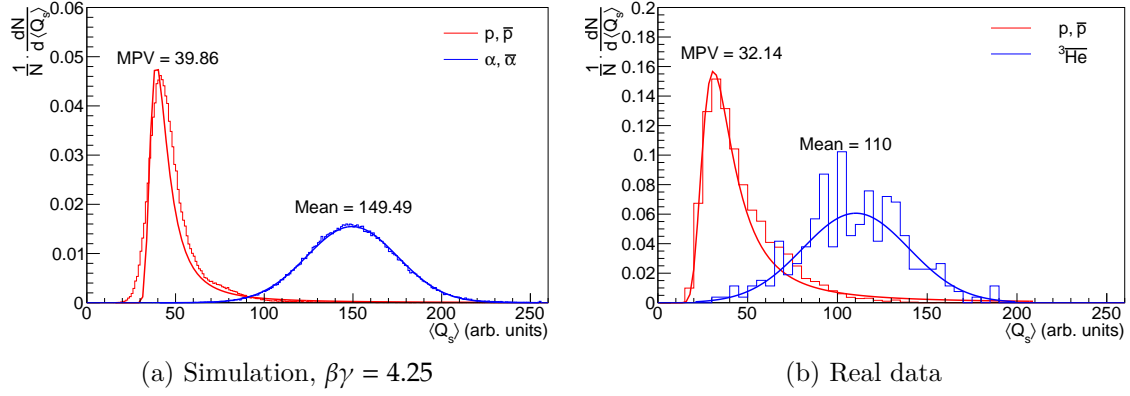 1/N · dN/d⟨Q_s⟩
0.06
0.05
0.04
0.03
0.02
0.01
0
MPV = 39.86
Mean = 149.49
p, p̅
α, α̅
0 50 100 150 200 250
⟨Q_s⟩ (arb. units)
(a) Simulation, βγ = 4.25
1/N · dN/d⟨Q_s⟩
0.2
0.18
0.16
0.14
0.12
0.1
0.08
0.06
0.04
0.02
0
MPV = 32.14
Mean = 110
p, p̅
³H̅e̅
0 50 100 150 200 250
⟨Q_s⟩ (arb. units)
(b) Real data